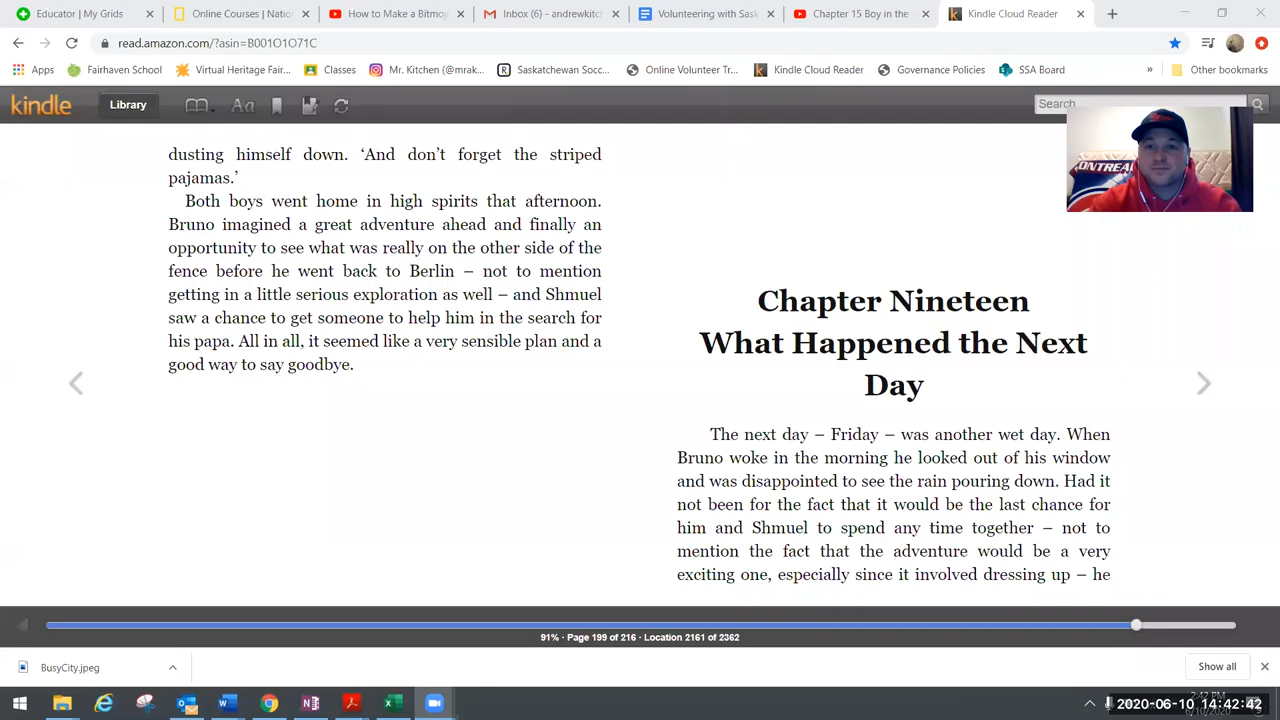 Educator | My Grids
Online Courses | Nation
How to Make a Bitmoj
Inbox (6) - andrewkitch
Volunteering with Sask
Chapter 15 Boy in the
Kindle Cloud Reader
read.amazon.com/?asin=B001O1O71C
Apps
Fairhaven School
Virtual Heritage Fair...
Classes
Mr. Kitchen (@mrak...
Saskatchewan Socc...
Online Volunteer Tr...
Kindle Cloud Reader
Governance Policies
SSA Board
»
Other bookmarks
kindle
Library
Aa
Search
ONTREAL
dusting himself down. ‘And don’t forget the striped
pajamas.’
Both boys went home in high spirits that afternoon.
Bruno imagined a great adventure ahead and finally an
opportunity to see what was really on the other side of the
fence before he went back to Berlin – not to mention
getting in a little serious exploration as well – and Shmuel
saw a chance to get someone to help him in the search for
his papa. All in all, it seemed like a very sensible plan and a
good way to say goodbye.
Chapter Nineteen
What Happened the Next
Day
The next day – Friday – was another wet day. When
Bruno woke in the morning he looked out of his window
and was disappointed to see the rain pouring down. Had it
not been for the fact that it would be the last chance for
him and Shmuel to spend any time together – not to
mention the fact that the adventure would be a very
exciting one, especially since it involved dressing up – he
91% · Page 199 of 216 · Location 2161 of 2362
BusyCity.jpeg
Show all
2:42 PM
2020-06-10 14:42:42